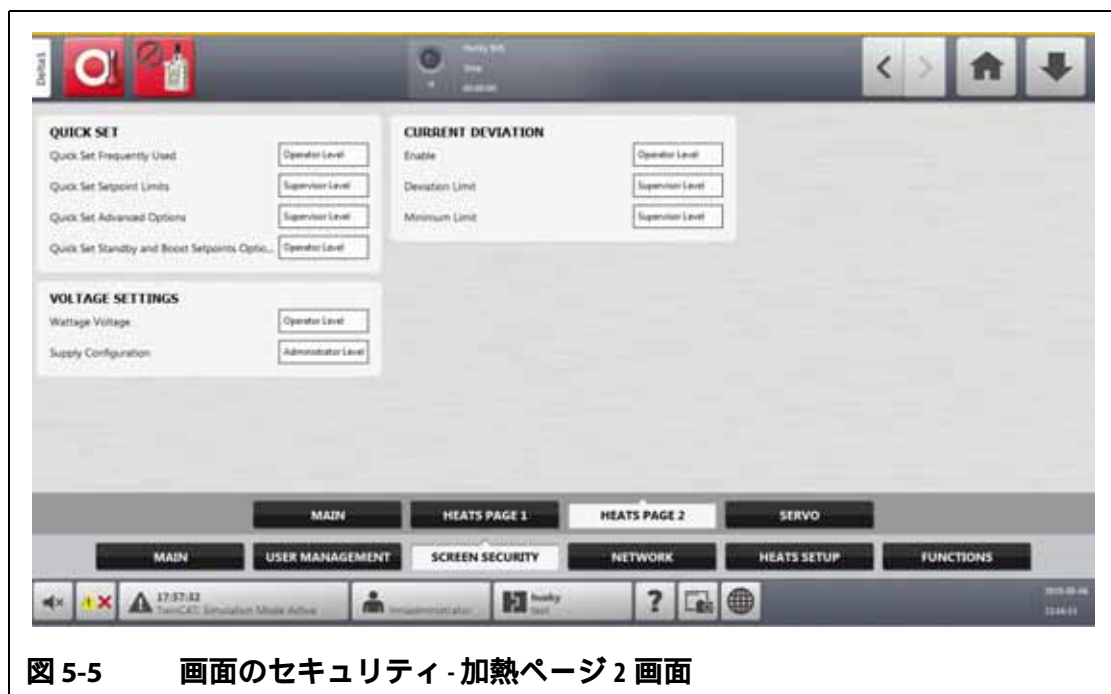 Delta3
QUICK SET
Quick Set Frequently Used
Operator Level
Quick Set Setpoint Limits
Supervisor Level
Quick Set Advanced Options
Supervisor Level
Quick Set Standby and Boost Setpoints Optio...
Operator Level
CURRENT DEVIATION
Enable
Operator Level
Deviation Limit
Supervisor Level
Minimum Limit
Supervisor Level
VOLTAGE SETTINGS
Wattage Voltage
Operator Level
Supply Configuration
Administrator Level
MAIN
HEATS PAGE 1
HEATS PAGE 2
SERVO
MAIN
USER MANAGEMENT
SCREEN SECURITY
NETWORK
HEATS SETUP
FUNCTIONS
17:57:32
TwinCAT: Simulation Mode Active
husky
?
図 5-5 画面のセキュリティ - 加熱ページ 2 画面